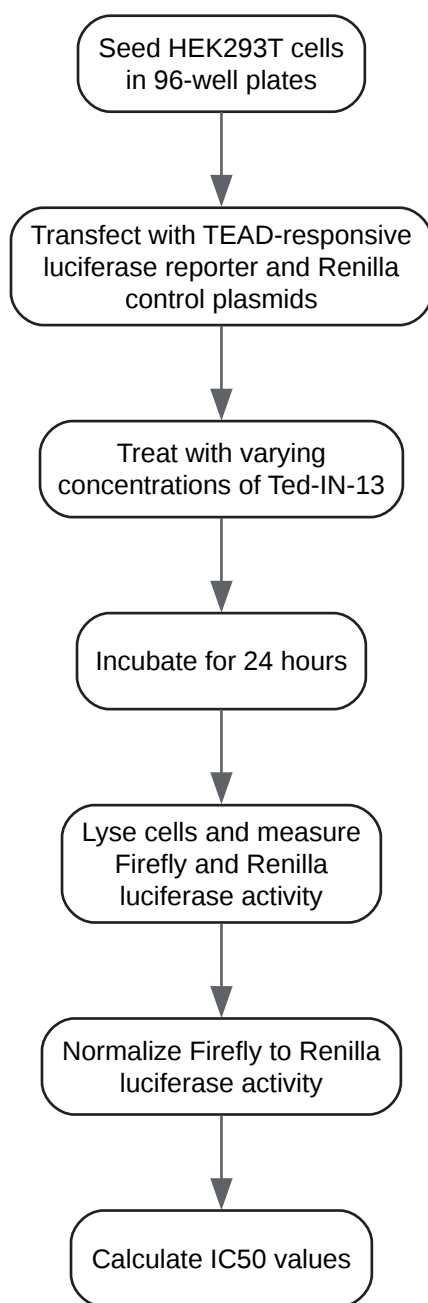 Seed HEK293T cells
in 96-well plates
Transfect with TEAD-responsive
luciferase reporter and Renilla
control plasmids
Treat with varying
concentrations of Ted-IN-13
Incubate for 24 hours
Lyse cells and measure
Firefly and Renilla
luciferase activity
Normalize Firefly to Renilla
luciferase activity
Calculate IC50 values